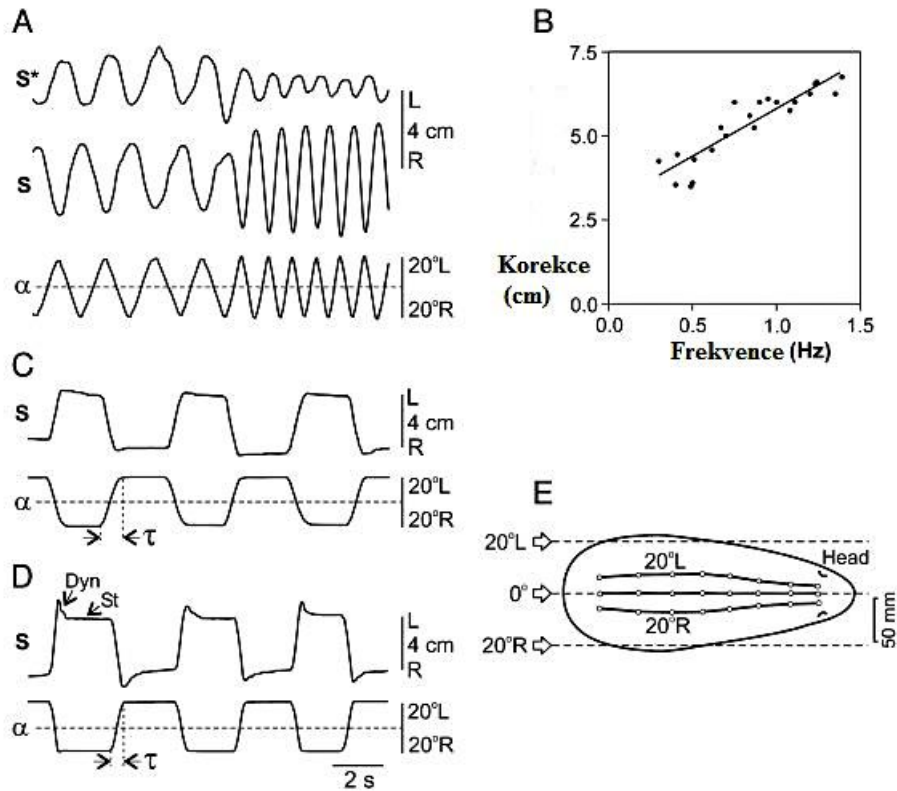 A
S*
L
4 cm
R
S
α
20°L
20°R
B
7.5
5.0
2.5
0.0
Korekce
(cm)
0.0
0.5
1.0
1.5
Frekvence (Hz)
C
S
L
4 cm
R
α
20°L
20°R
τ
D
Dyn
St
S
L
4 cm
R
α
20°L
20°R
τ
2 s
E
20°L
0°
20°R
20°L
20°R
Head
50 mm